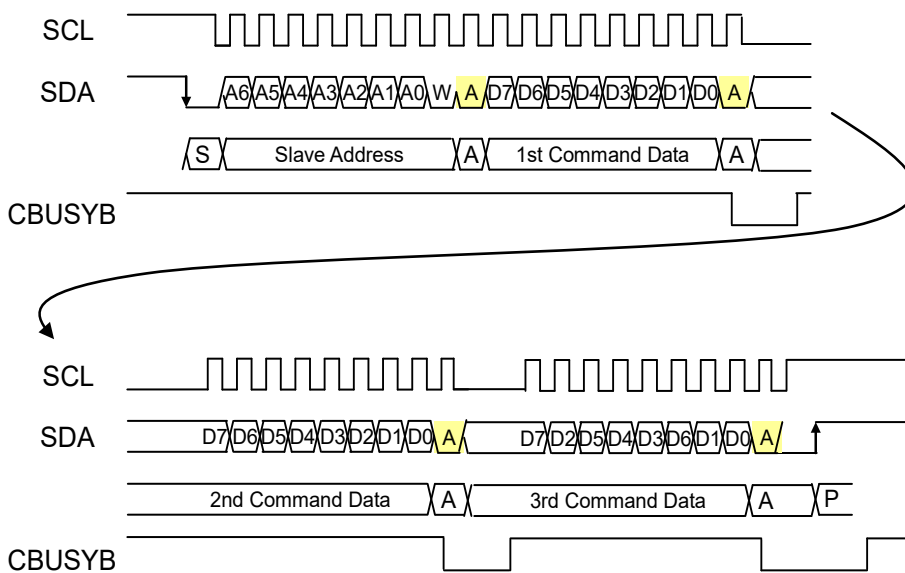 SCL
SDA A6 A5 A4 A3 A2 A1 A0 W A D7 D6 D5 D4 D3 D2 D1 D0 A
S Slave Address A 1st Command Data A
CBUSYB
SCL
SDA D7 D6 D5 D4 D3 D2 D1 D0 A D7 D2 D5 D4 D3 D6 D1 D0 A
2nd Command Data A 3rd Command Data A P
CBUSYB